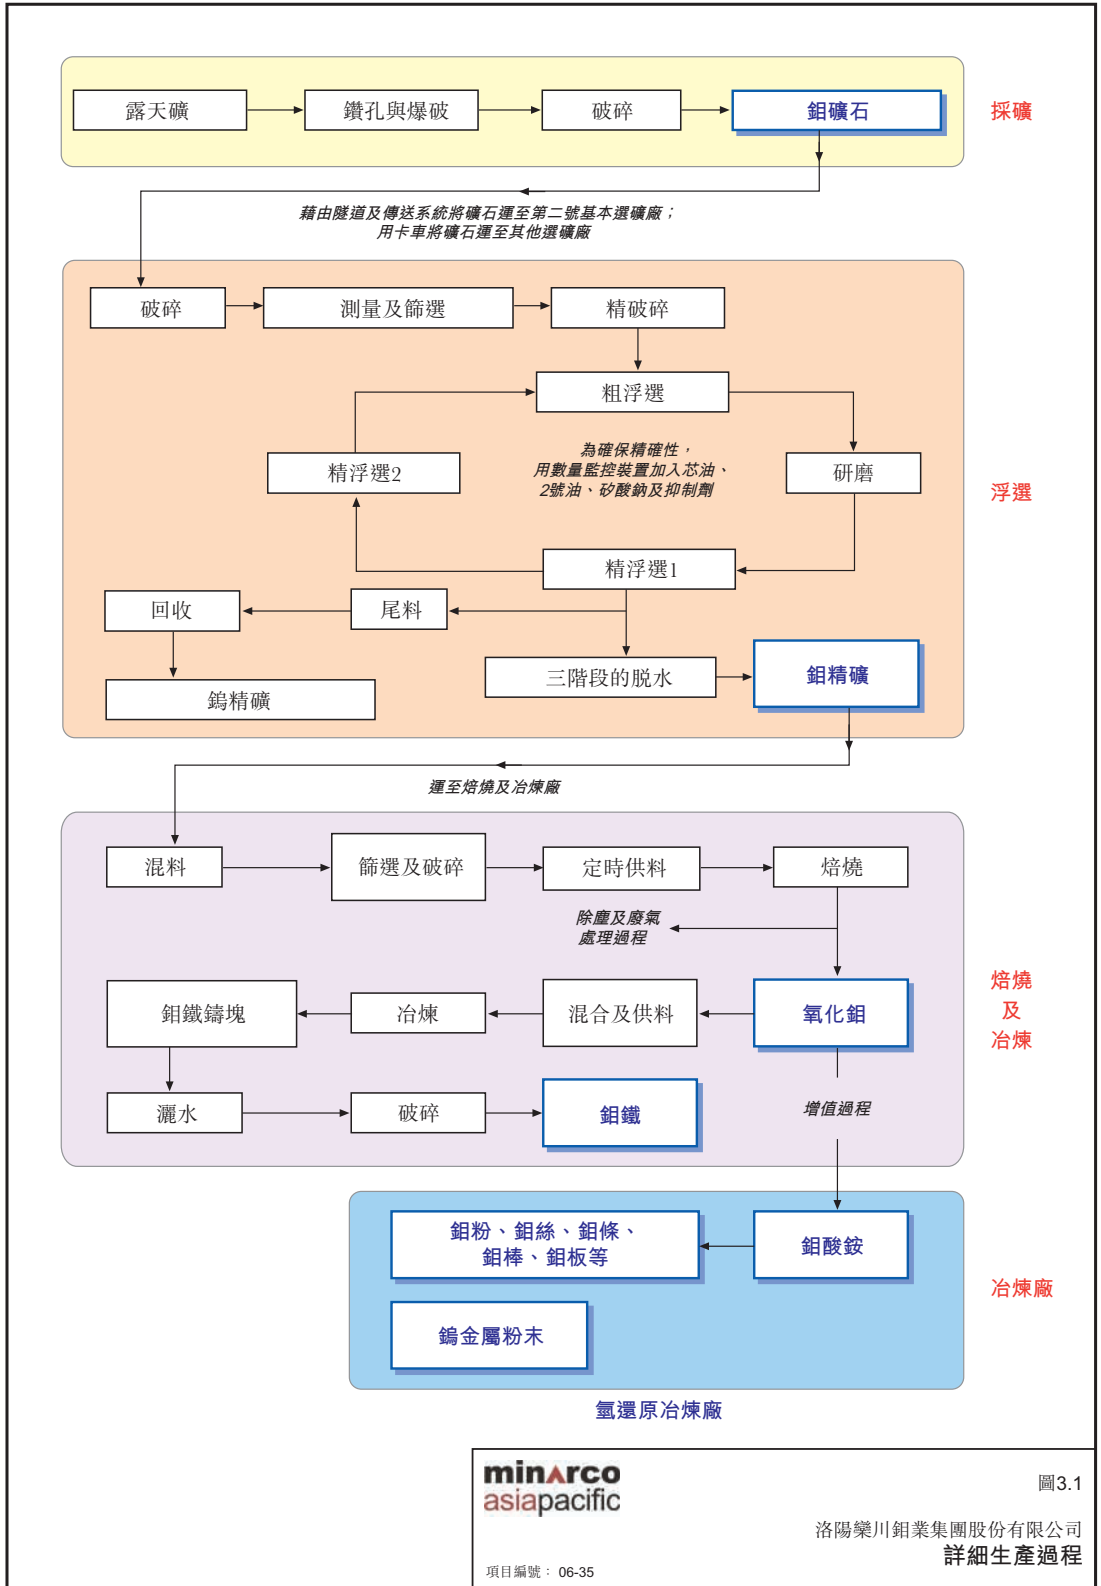 露天礦
鑽孔與爆破
破碎
鉬礦石
採礦
藉由隧道及傳送系統將礦石運至第二號基本選礦廠；
用卡車將礦石運至其他選礦廠
破碎
測量及篩選
精破碎
粗浮選
為確保精確性，
用數量監控裝置加入芯油、
2號油、矽酸鈉及抑制劑
精浮選2
研磨
浮選
精浮選1
回收
尾料
三階段的脫水
鉬精礦
鎢精礦
運至焙燒及冶煉廠
混料
篩選及破碎
定時供料
焙燒
除塵及廢氣
處理過程
鉬鐵鑄塊
冶煉
混合及供料
氧化鉬
焙燒
及
冶煉
灑水
破碎
鉬鐵
增值過程
鉬粉、鉬絲、鉬條、
鉬棒、鉬板等
鉬酸銨
冶煉廠
鎢金屬粉末
氫還原冶煉廠
minarco
asiapacific
圖3.1
洛陽欒川鉬業集團股份有限公司
詳細生產過程
項目編號： 06-35